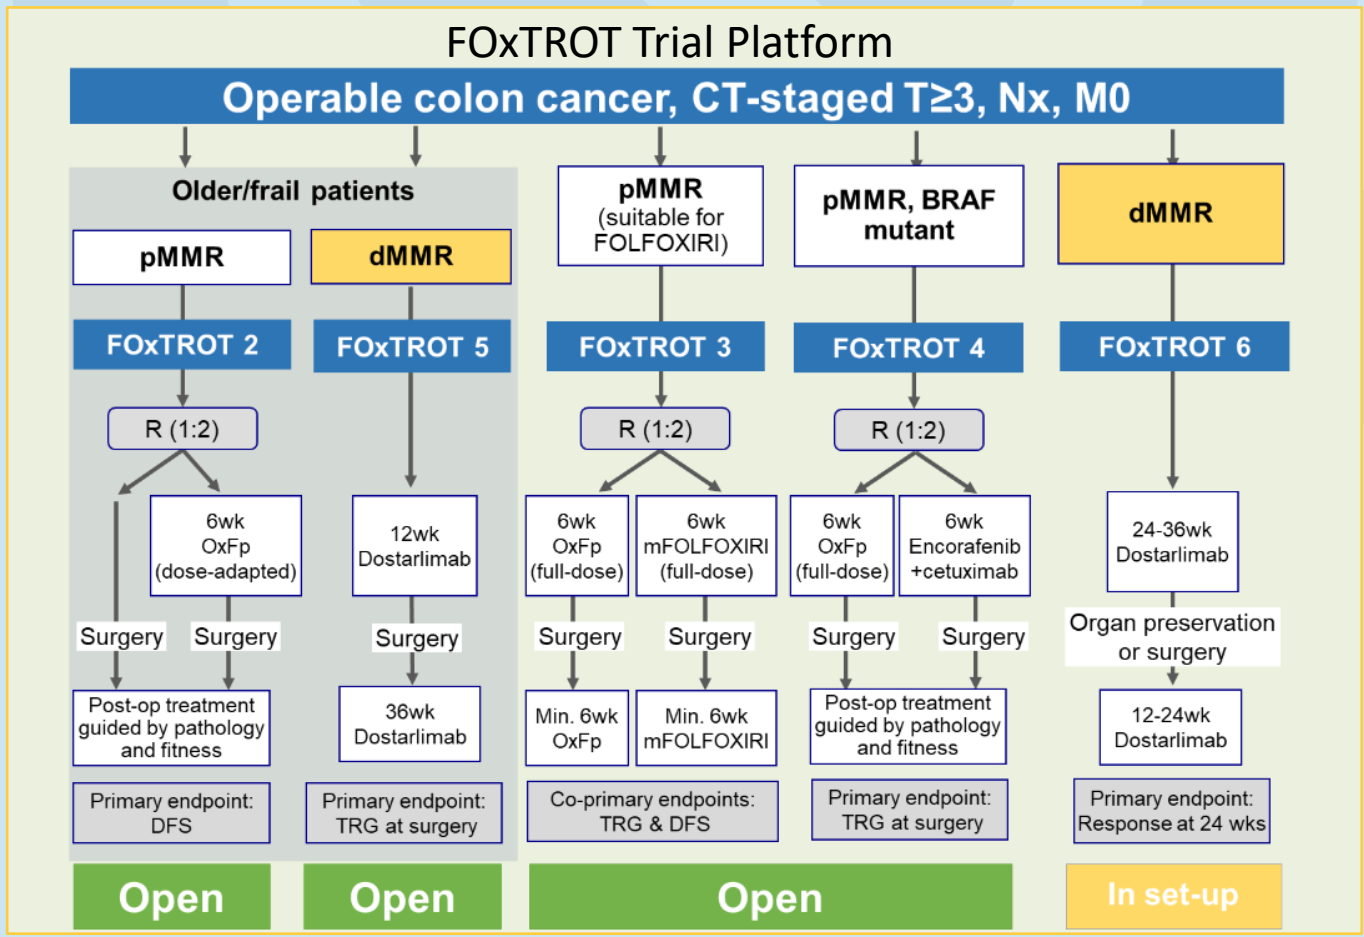 FOxTROT Trial Platform
Operable colon cancer, CT-staged T≥3, Nx, M0
Older/frail patients
pMMR
dMMR
pMMR
(suitable for
FOLFOXIRI)
pMMR, BRAF
mutant
dMMR
FOxTROT 2
FOxTROT 5
FOxTROT 3
FOxTROT 4
FOxTROT 6
R (1:2)
R (1:2)
R (1:2)
6wk
OxFp
(dose-adapted)
12wk
Dostarlimab
6wk
OxFp
(full-dose)
6wk
mFOLFOXIRI
(full-dose)
6wk
OxFp
(full-dose)
6wk
Encorafenib
+cetuximab
24-36wk
Dostarlimab
Surgery
Surgery
Surgery
Surgery
Surgery
Surgery
Surgery
Organ preservation
or surgery
Post-op treatment
guided by pathology
and fitness
36wk
Dostarlimab
Min. 6wk
OxFp
Min. 6wk
mFOLFOXIRI
Post-op treatment
guided by pathology
and fitness
12-24wk
Dostarlimab
Primary endpoint:
DFS
Primary endpoint:
TRG at surgery
Co-primary endpoints:
TRG & DFS
Primary endpoint:
TRG at surgery
Primary endpoint:
Response at 24 wks
Open
Open
Open
In set-up